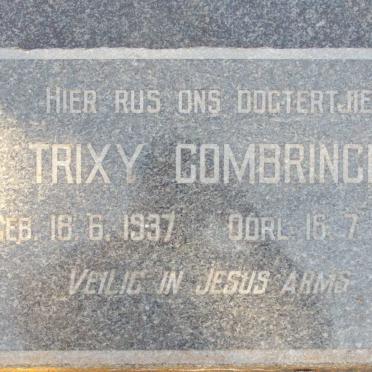 HIER RUS ONS DOGTERTJIE
TRIXY COMBRINC
GEB. 16.6.1937 OORL. 16.7
VEILIG IN JESUS ARMS